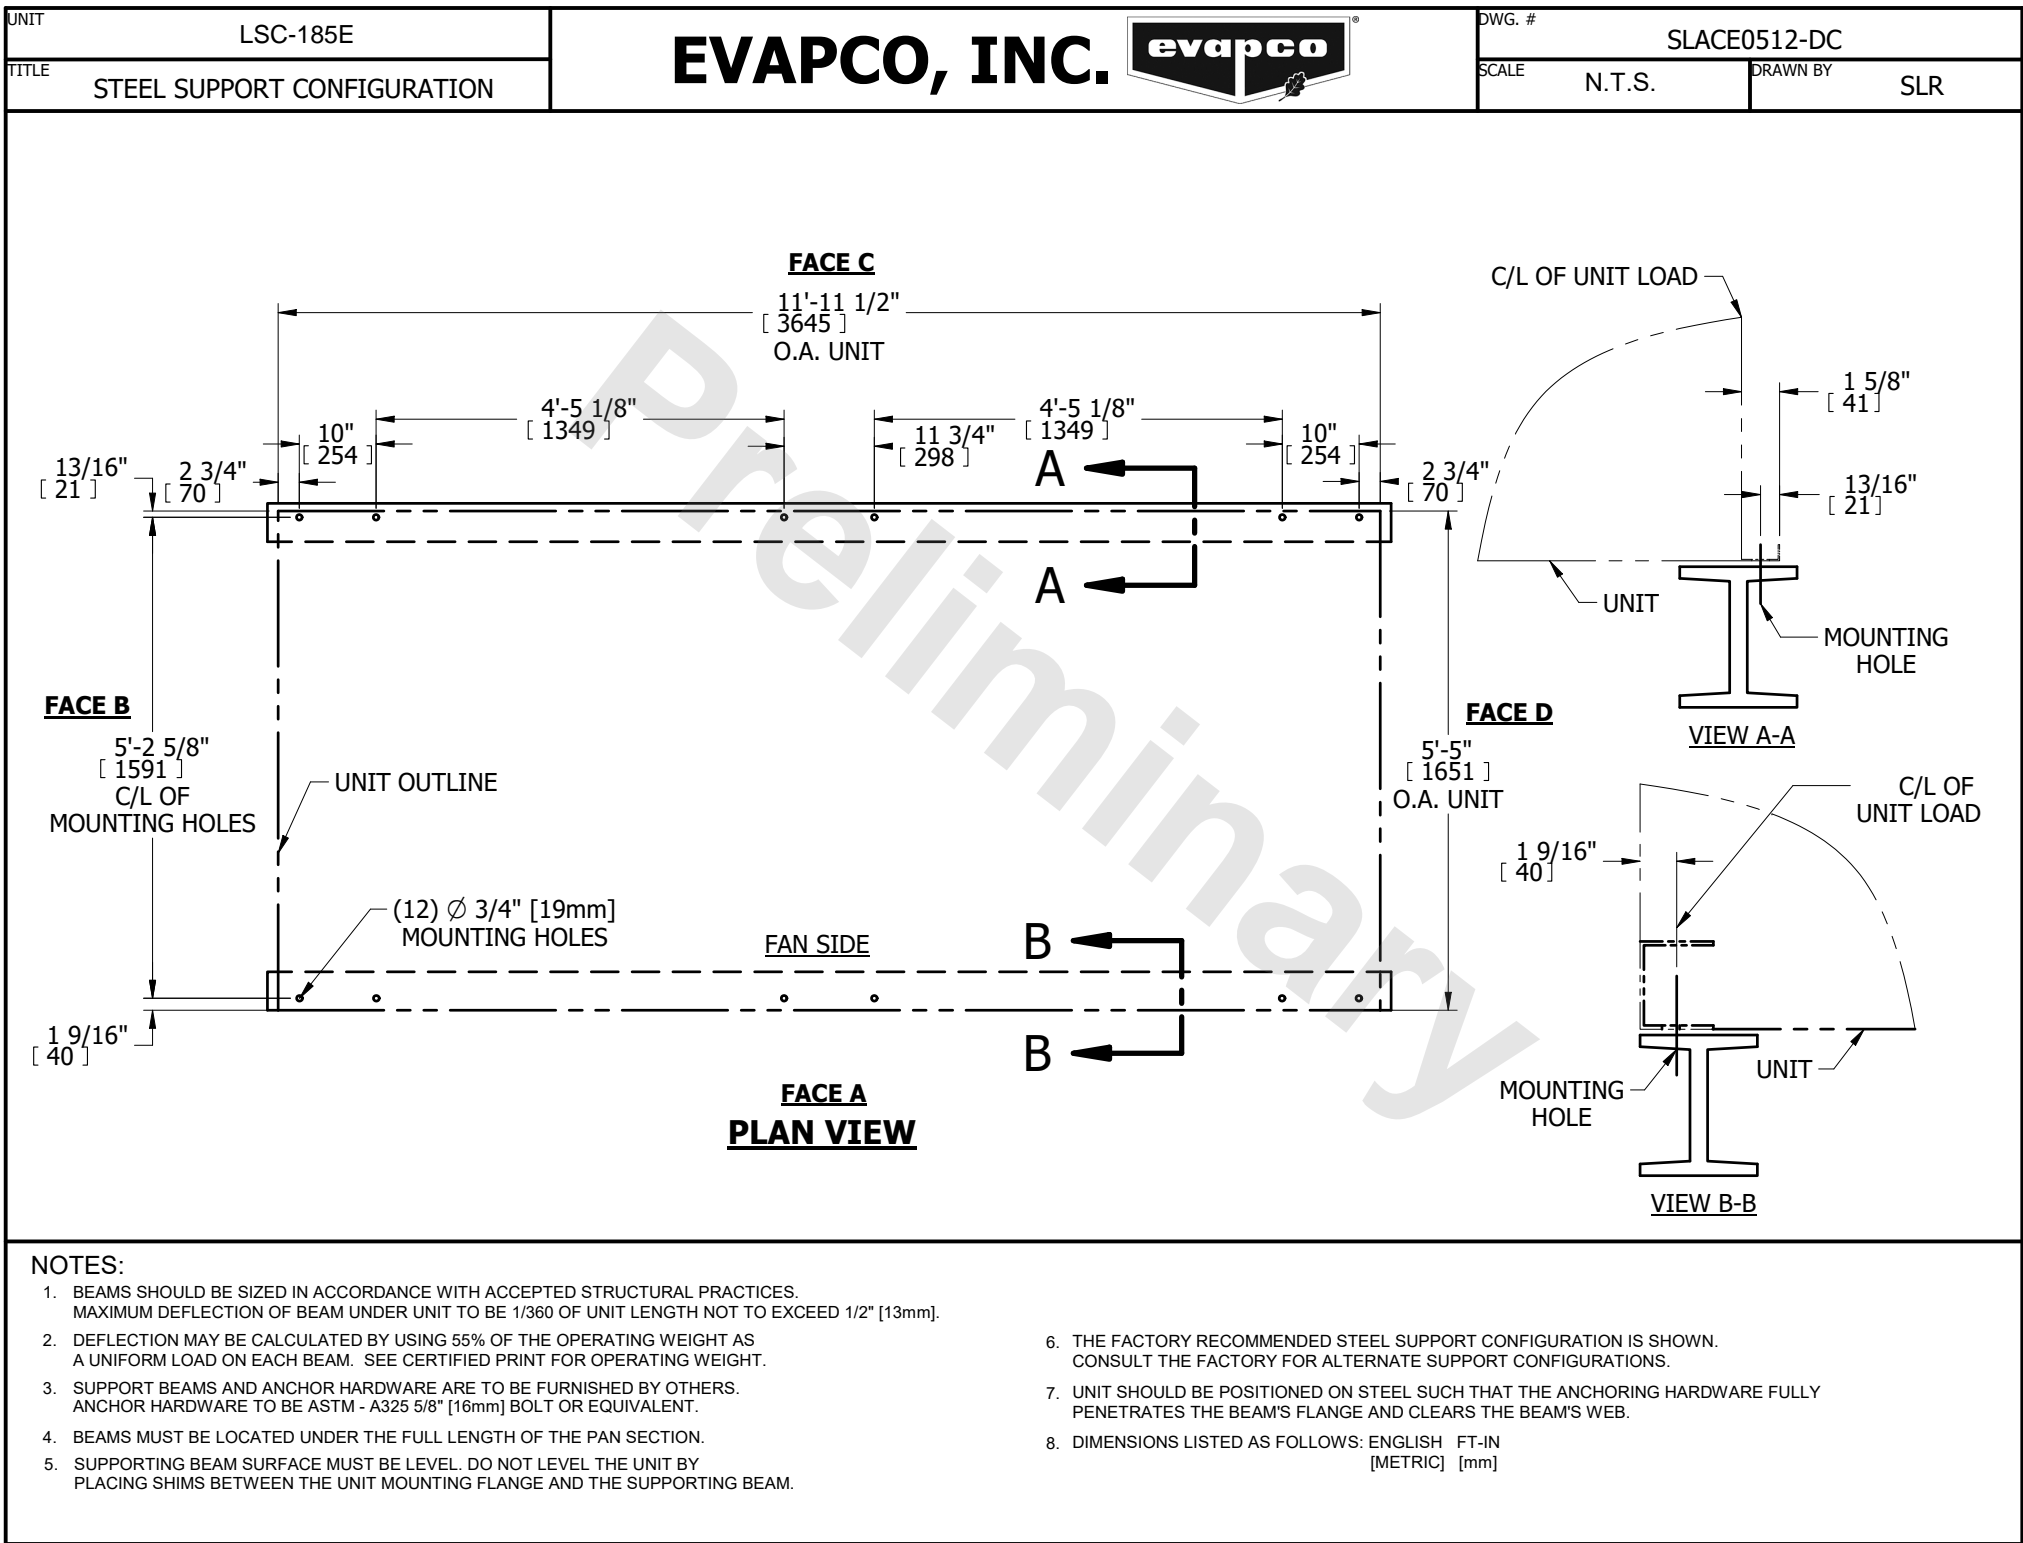 UNIT
LSC-185E
TITLE
STEEL SUPPORT CONFIGURATION
EVAPCO, INC.
evapco
®
DWG. #
SLACE0512-DC
SCALE
N.T.S.
DRAWN BY
SLR
FACE C
11'-11 1/2"
[ 3645 ]
O.A. UNIT
4'-5 1/8"
[ 1349 ]
4'-5 1/8"
[ 1349 ]
10"
[ 254 ]
11 3/4"
[ 298 ]
10"
[ 254 ]
13/16"
[ 21 ]
2 3/4"
[ 70 ]
2 3/4"
[ 70 ]
A
A
FACE B
5'-2 5/8"
[ 1591 ]
C/L OF
MOUNTING HOLES
UNIT OUTLINE
FACE D
5'-5"
[ 1651 ]
O.A. UNIT
(12) ∅ 3/4" [19mm]
MOUNTING HOLES
FAN SIDE
B
B
1 9/16"
[ 40 ]
FACE A
PLAN VIEW
Preliminary
C/L OF UNIT LOAD
1 5/8"
[ 41 ]
13/16"
[ 21 ]
UNIT
MOUNTING
HOLE
VIEW A-A
C/L OF
UNIT LOAD
1 9/16"
[ 40 ]
UNIT
MOUNTING
HOLE
VIEW B-B
NOTES:
1. BEAMS SHOULD BE SIZED IN ACCORDANCE WITH ACCEPTED STRUCTURAL PRACTICES.
MAXIMUM DEFLECTION OF BEAM UNDER UNIT TO BE 1/360 OF UNIT LENGTH NOT TO EXCEED 1/2" [13mm].
2. DEFLECTION MAY BE CALCULATED BY USING 55% OF THE OPERATING WEIGHT AS
A UNIFORM LOAD ON EACH BEAM. SEE CERTIFIED PRINT FOR OPERATING WEIGHT.
3. SUPPORT BEAMS AND ANCHOR HARDWARE ARE TO BE FURNISHED BY OTHERS.
ANCHOR HARDWARE TO BE ASTM - A325 5/8" [16mm] BOLT OR EQUIVALENT.
4. BEAMS MUST BE LOCATED UNDER THE FULL LENGTH OF THE PAN SECTION.
5. SUPPORTING BEAM SURFACE MUST BE LEVEL. DO NOT LEVEL THE UNIT BY
PLACING SHIMS BETWEEN THE UNIT MOUNTING FLANGE AND THE SUPPORTING BEAM.
6. THE FACTORY RECOMMENDED STEEL SUPPORT CONFIGURATION IS SHOWN.
CONSULT THE FACTORY FOR ALTERNATE SUPPORT CONFIGURATIONS.
7. UNIT SHOULD BE POSITIONED ON STEEL SUCH THAT THE ANCHORING HARDWARE FULLY
PENETRATES THE BEAM'S FLANGE AND CLEARS THE BEAM'S WEB.
8. DIMENSIONS LISTED AS FOLLOWS: ENGLISH FT-IN
[METRIC] [mm]